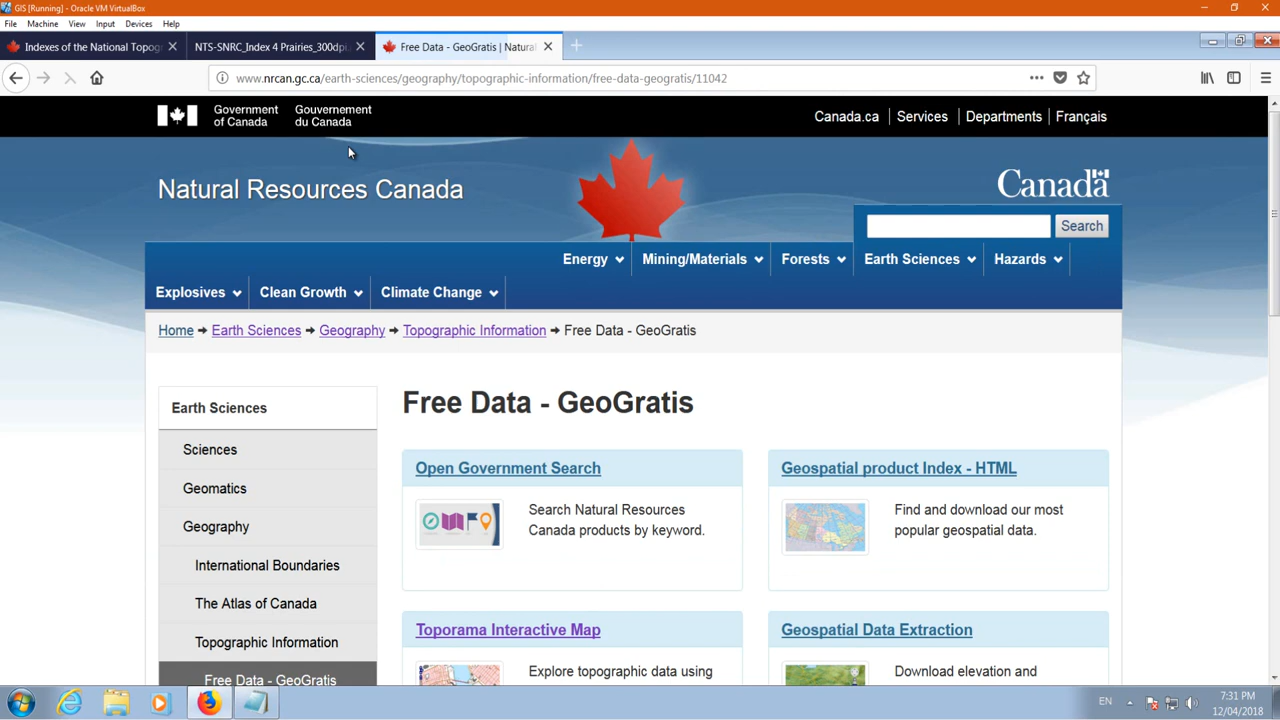 GIS [Running] - Oracle VM VirtualBox
File Machine View Input Devices Help
Indexes of the National Topog
NTS-SNRC_Index 4 Prairies_300dpi
Free Data - GeoGratis | Natural
www.nrcan.gc.ca/earth-sciences/geography/topographic-information/free-data-geogratis/11042
Government of Canada
Gouvernement du Canada
Canada.ca Services Departments Français
Natural Resources Canada
Canada
Search
Energy Mining/Materials Forests Earth Sciences Hazards
Explosives Clean Growth Climate Change
Home Earth Sciences Geography Topographic Information Free Data - GeoGratis
Earth Sciences
Sciences
Geomatics
Geography
International Boundaries
The Atlas of Canada
Topographic Information
Free Data - GeoGratis
Free Data - GeoGratis
Open Government Search
Search Natural Resources
Canada products by keyword.
Geospatial product Index - HTML
Find and download our most
popular geospatial data.
Toporama Interactive Map
Explore topographic data using
Geospatial Data Extraction
Download elevation and
EN
7:31 PM
12/04/2018